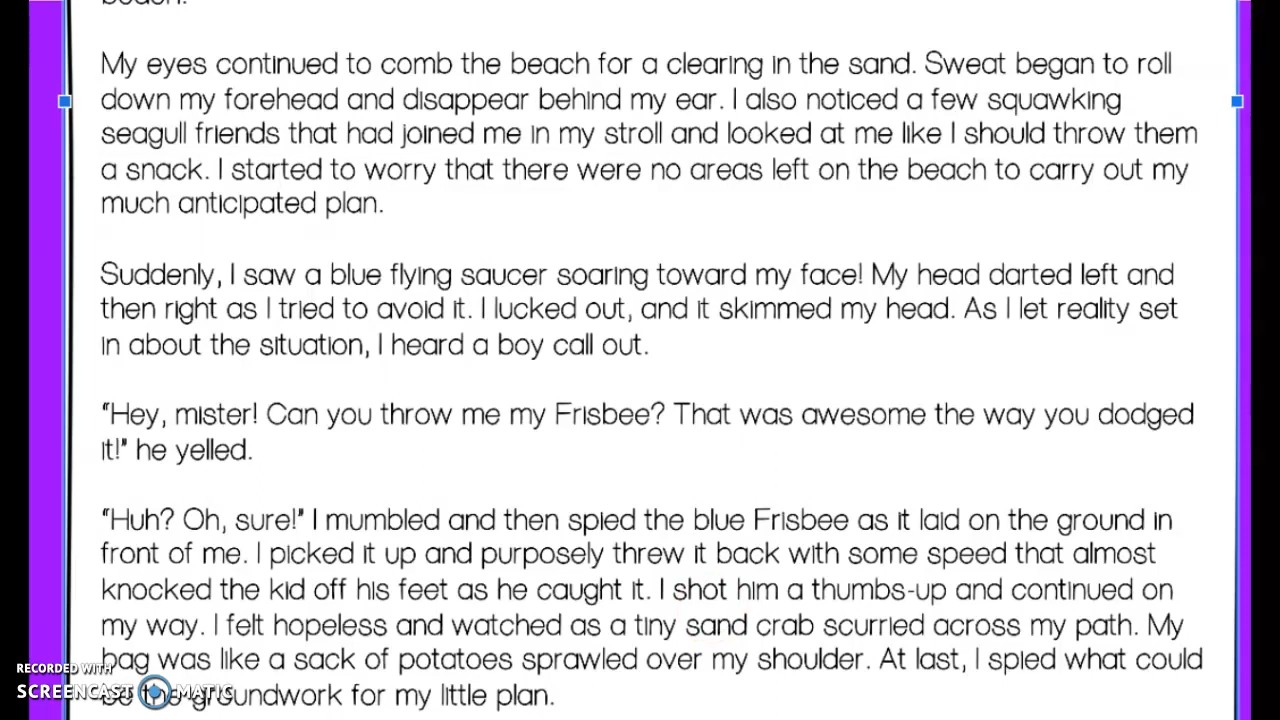 beach.
My eyes continued to comb the beach for a clearing in the sand. Sweat began to roll
down my forehead and disappear behind my ear. I also noticed a few squawking
seagull friends that had joined me in my stroll and looked at me like I should throw them
a snack. I started to worry that there were no areas left on the beach to carry out my
much anticipated plan.
Suddenly, I saw a blue flying saucer soaring toward my face! My head darted left and
then right as I tried to avoid it. I lucked out, and it skimmed my head. As I let reality set
in about the situation, I heard a boy call out.
“Hey, mister! Can you throw me my Frisbee? That was awesome the way you dodged
it!” he yelled.
“Huh? Oh, sure!” I mumbled and then spied the blue Frisbee as it laid on the ground in
front of me. I picked it up and purposely threw it back with some speed that almost
knocked the kid off his feet as he caught it. I shot him a thumbs-up and continued on
my way. I felt hopeless and watched as a tiny sand crab scurried across my path. My
bag was like a sack of potatoes sprawled over my shoulder. At last, I spied what could
be the groundwork for my little plan.
RECORDED WITH
SCREENCAST MATIC